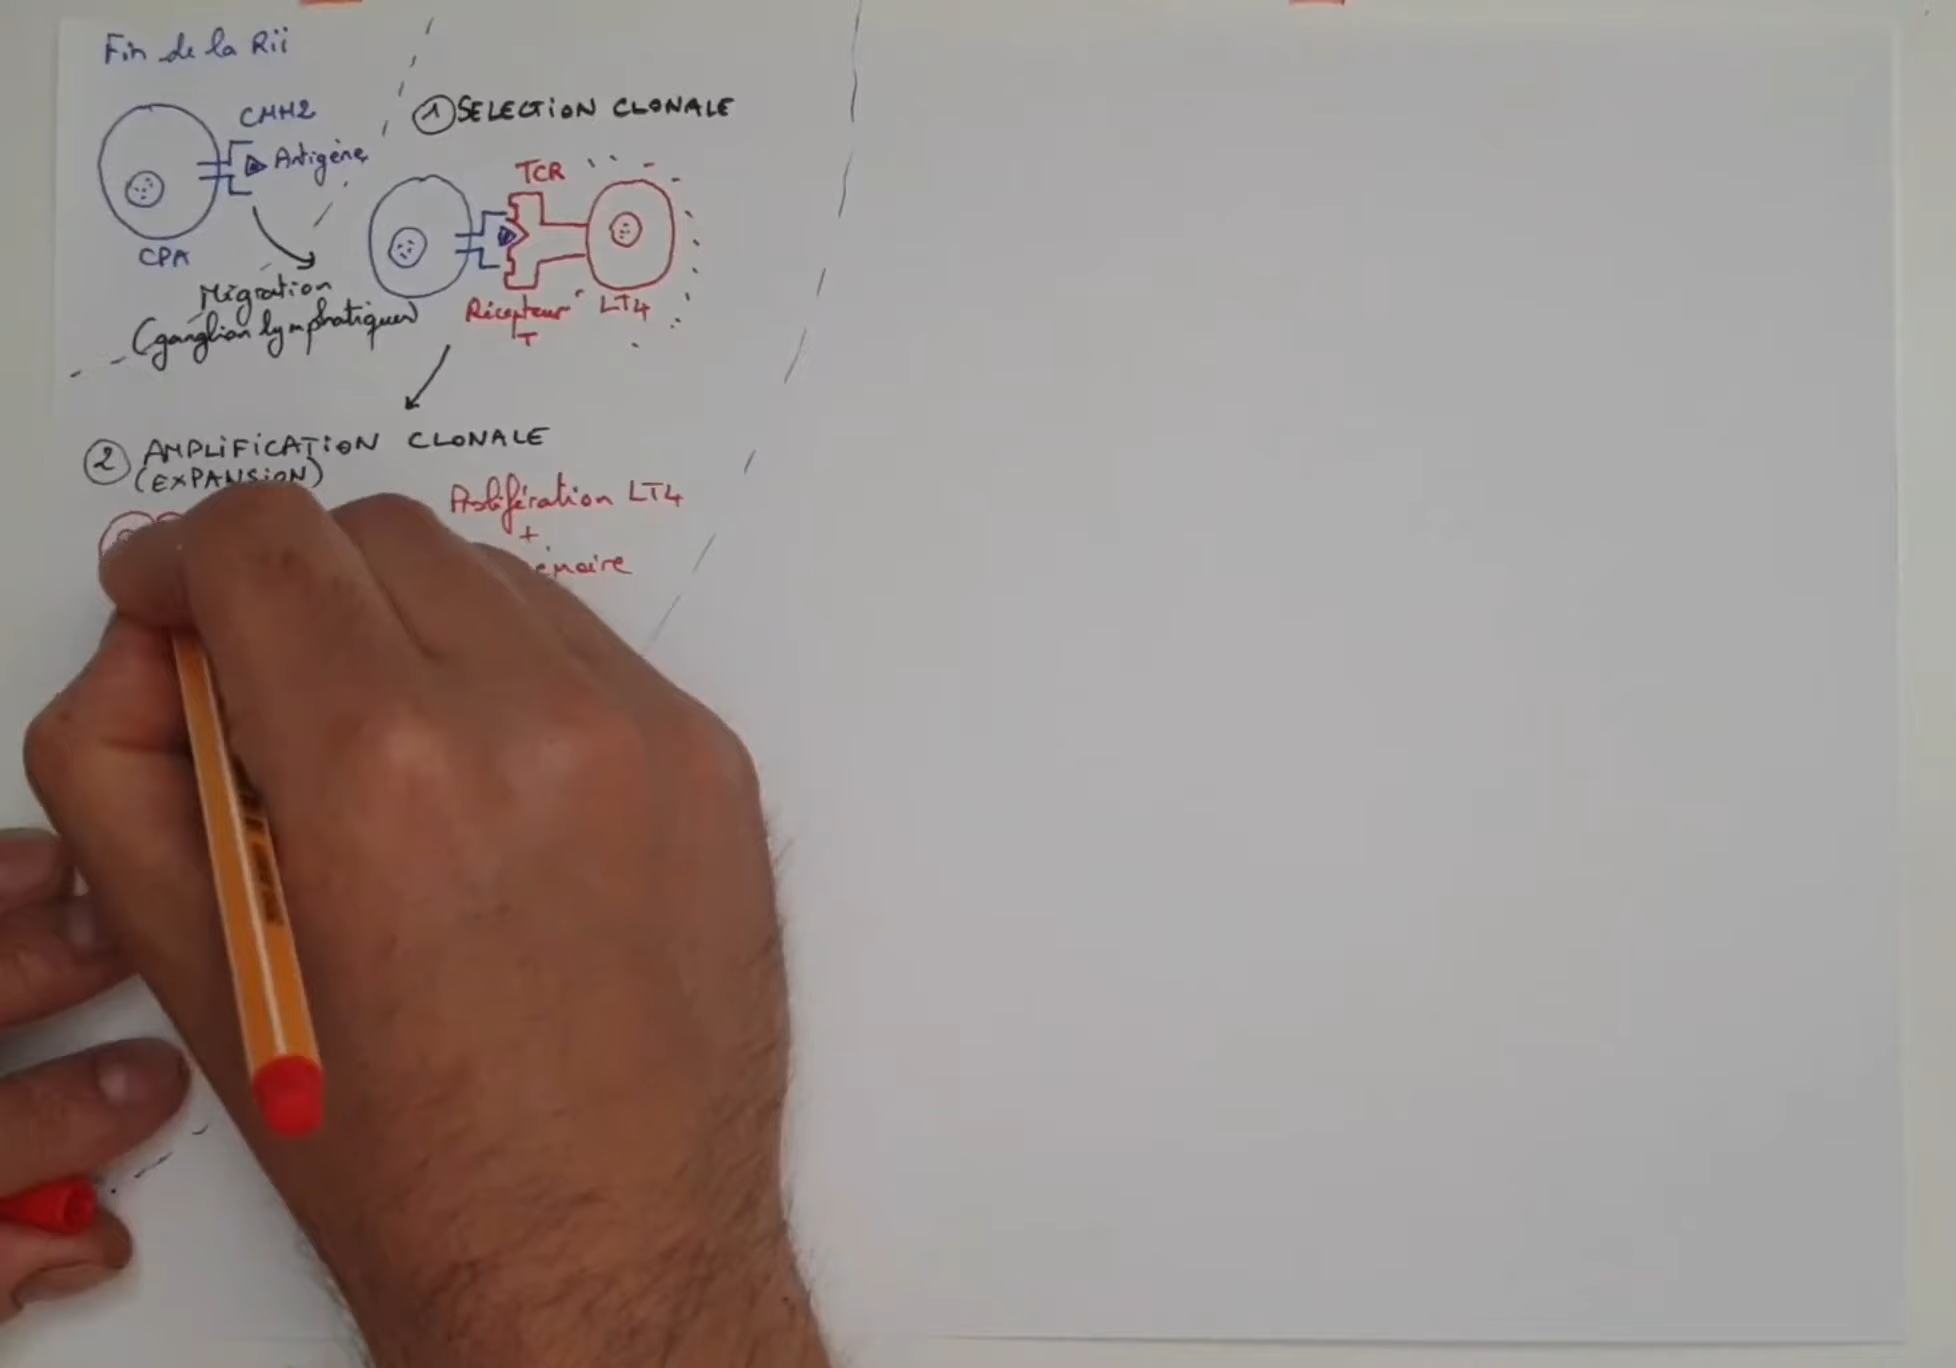 Fin de la Rii
CMH2
Antigène
CPA
Migration
(ganglion lymphatiques)
① SELECTION CLONALE
TCR
Récepteur
T
LT4
② AMPLIFICATION CLONALE
(EXPANSION)
Prolifération LT4
+
émoire